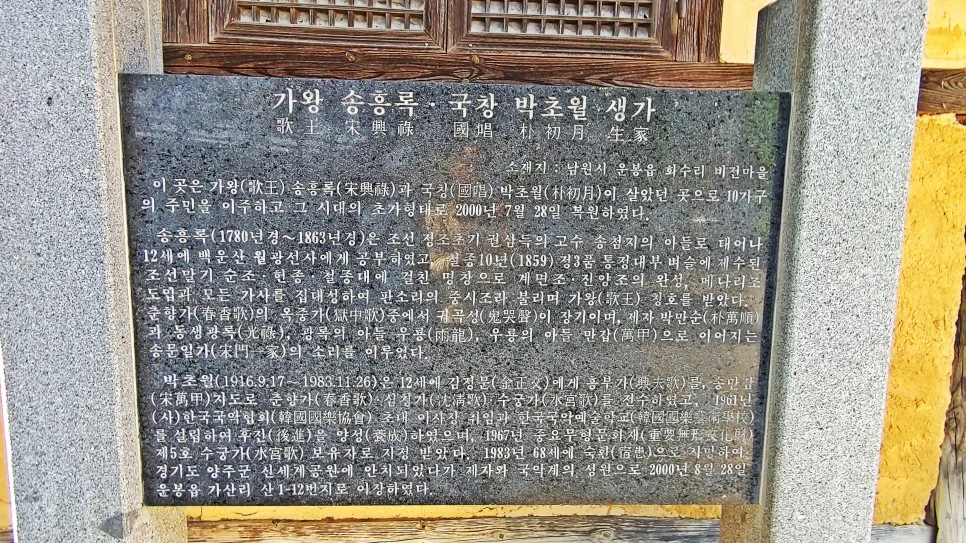 가왕 송흥록 · 국창 박초월 생가
歌王 宋興祿 國唱 朴初月 生家
소재지 : 남원시 운봉읍 화수리 비전마을
이 곳은 가왕(歌王) 송흥록(宋興祿)과 국창(國唱) 박초월(朴初月)이 살았던 곳으로 10가구
의 주민을 이주하고 그 시대의 초가형태로 2000년 7월 28일 복원하였다.
송흥록(1780년경~1863년경)은 조선 정조초기 권삼득의 고수 송첨지의 아들로 태어나
12세에 백운산 월광선사에게 공부하였고, 철종10년(1859) 정3품 통정대부 벼슬에 제수된
조선말기 순조·헌종·철종대에 걸친 명창으로 계면조·진양조의 완성, 메나리조
도입과 모든 가사를 집대성하여 판소리의 중시조라 불리며 가왕(歌王) 칭호를 받았다.
춘향가(春香歌)의 옥중가(獄中歌)중에서 귀곡성(鬼哭聲)이 장기이며, 제자 박만순(朴萬順)
과 동생광록(光祿), 광록의 아들 우룡(雨龍), 우룡의 아들 만갑(萬甲)으로 이어지는
송문일가(宋門一家)의 소리를 이루었다.
박초월(1916.9.17~1983.11.26)은 12세에 김정문(金正文)에게 흥부가(興夫歌)를, 송만갑
(宋萬甲)지도로 춘향가(春香歌)·심청가(沈淸歌)·수궁가(水宮歌)를 전수하였고, 1961년
(사)한국국악협회(韓國國樂協會) 초대 이사장 취임과 한국국악예술학교(韓國國樂藝術學校)
를 설립하여 후진(後進)을 양성(養成)하였으며, 1967년 중요무형문화재(重要無形文化財)
제5호 수궁가(水宮歌) 보유자로 지정 받았다. 1983년 68세에 숙환(宿患)으로 사망하여
경기도 양주군 신세계공원에 안치되었다가 제자와 국악계의 성원으로 2000년 8월 28일
운봉읍 가산리 산1-12번지로 이장하였다.